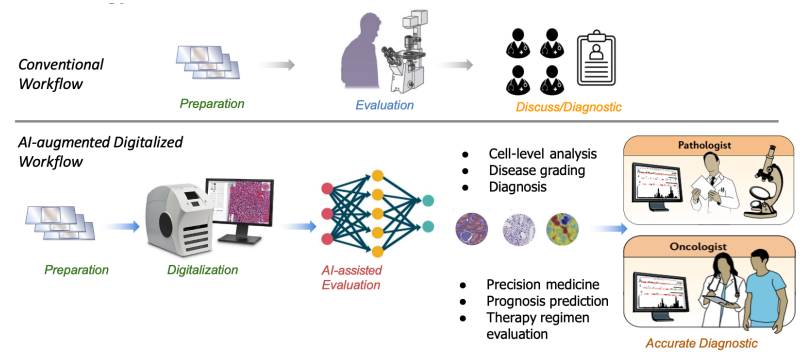 Conventional
Workflow
Preparation
Evaluation
Discuss/Diagnostic
AI-augmented Digitalized
Workflow
Preparation
Digitalization
AI-assisted
Evaluation
● Cell-level analysis
● Disease grading
● Diagnosis
● Precision medicine
● Prognosis prediction
● Therapy regimen
evaluation
Pathologist
Oncologist
Accurate Diagnostic